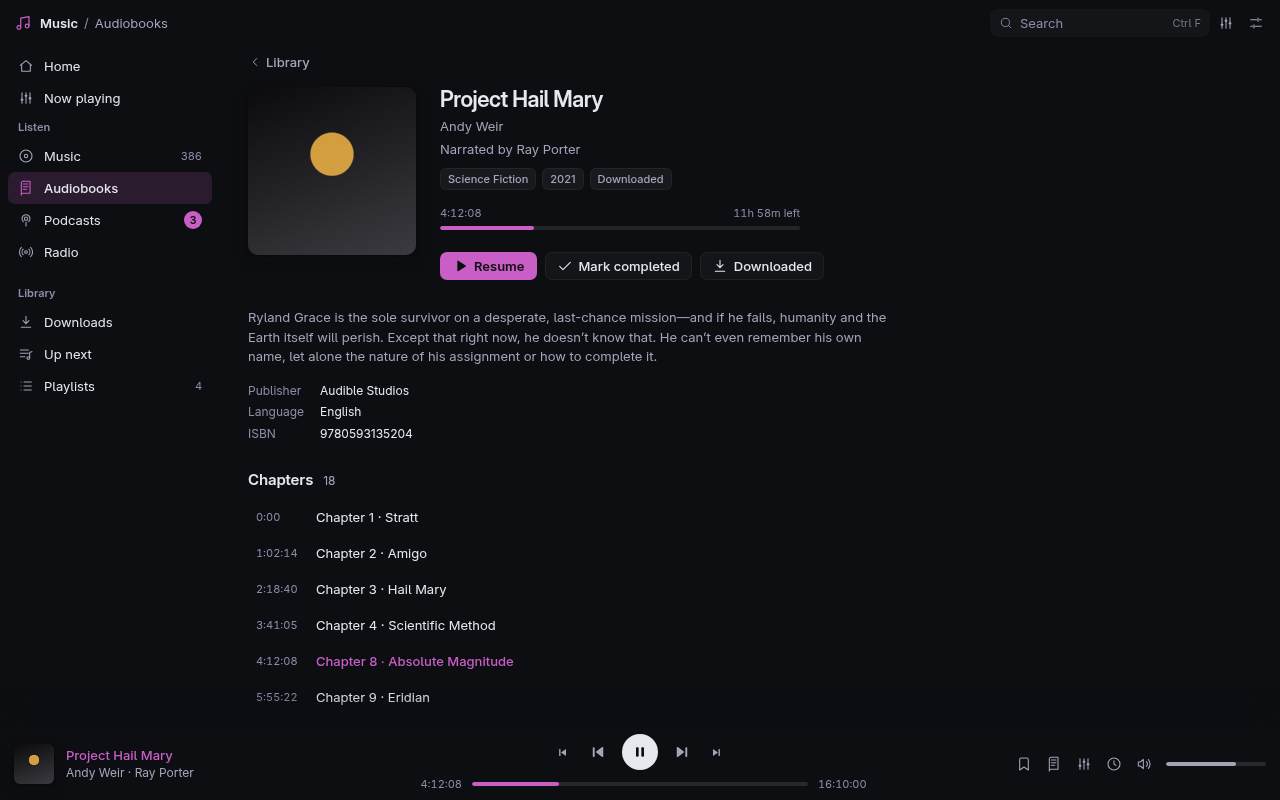 Music / Audiobooks
Search Ctrl F
Home
Now playing
Listen
Music 386
Audiobooks
Podcasts 3
Radio
Library
Downloads
Up next
Playlists 4
Library
Project Hail Mary
Andy Weir
Narrated by Ray Porter
Science Fiction 2021 Downloaded
4:12:08 11h 58m left
Resume Mark completed Downloaded
Ryland Grace is the sole survivor on a desperate, last-chance mission—and if he fails, humanity and the
Earth itself will perish. Except that right now, he doesn’t know that. He can’t even remember his own
name, let alone the nature of his assignment or how to complete it.
Publisher Audible Studios
Language English
ISBN 9780593135204
Chapters 18
0:00 Chapter 1 · Stratt
1:02:14 Chapter 2 · Amigo
2:18:40 Chapter 3 · Hail Mary
3:41:05 Chapter 4 · Scientific Method
4:12:08 Chapter 8 · Absolute Magnitude
5:55:22 Chapter 9 · Eridian
Project Hail Mary
Andy Weir · Ray Porter
4:12:08 16:10:00